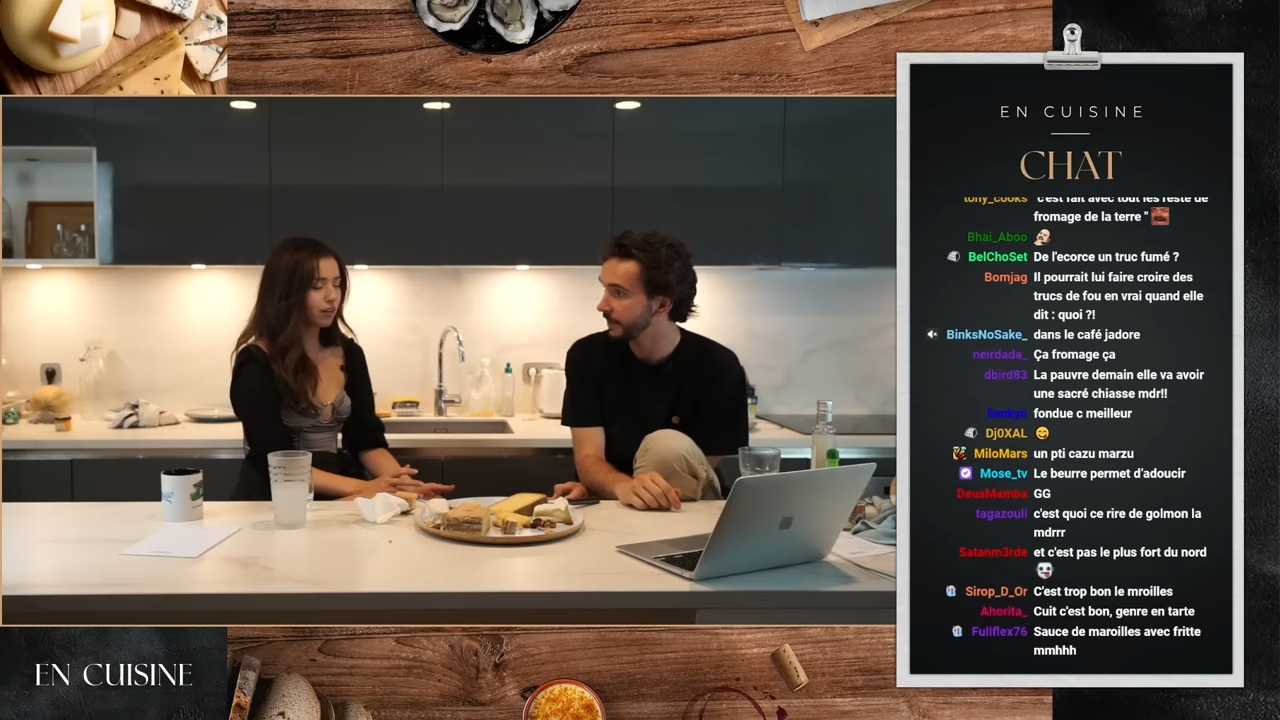 EN CUISINE
CHAT
tony_cooks "c'est fait avec tout les reste de
fromage de la terre "
Bhai_Aboo
BelChoSet De l'ecorce un truc fumé ?
Bomjag Il pourrait lui faire croire des
trucs de fou en vrai quand elle
dit : quoi ?!
BinksNoSake_ dans le café jadore
neirdada_ Ça fromage ça
dbird83 La pauvre demain elle va avoir
une sacré chiasse mdr!!
fondue c meilleur
Dj0XAL
MiloMars un pti cazu marzu
Mose_tv Le beurre permet d'adoucir
DeusMamba GG
tagazouli c'est quoi ce rire de golmon la
mdrrr
Satanm3rde et c'est pas le plus fort du nord
Sirop_D_Or C'est trop bon le mroilles
Ahorita_ Cuit c'est bon, genre en tarte
Fuliflex76 Sauce de maroilles avec fritte
mmhhh
EN CUISINE